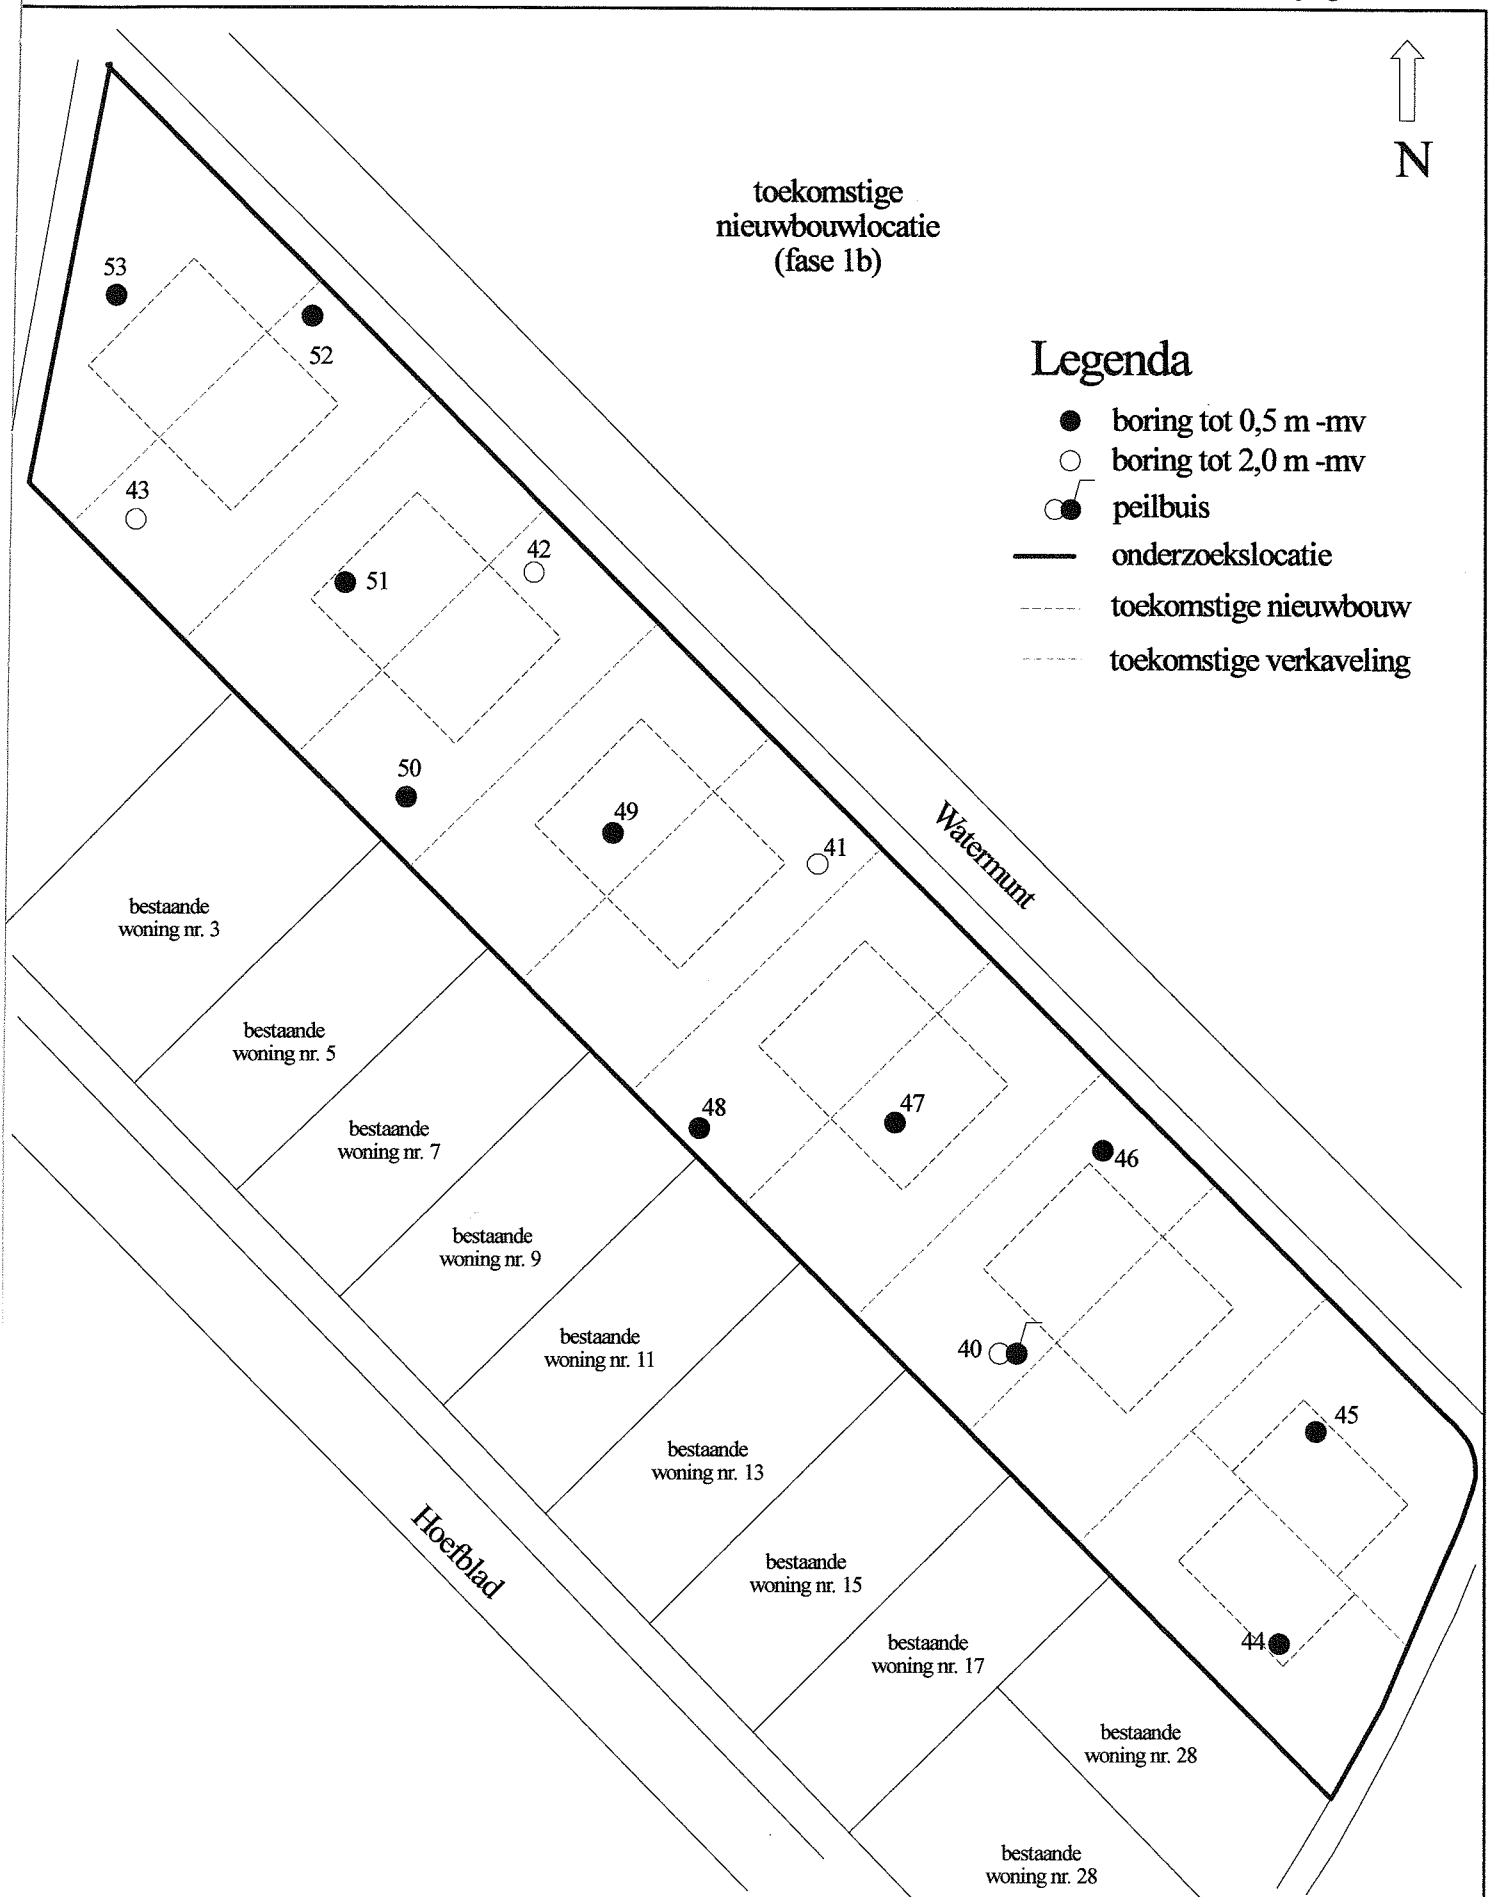 N
toekomstige
nieuwbouwlocatie
(fase 1b)
Legenda
boring tot 0,5 m -mv
boring tot 2,0 m -mv
peilbuis
onderzoekslocatie
toekomstige nieuwbouw
toekomstige verkaveling
53
52
43
42
51
50
49
41
Watermunt
48
47
46
40
45
44
bestaande
woning nr. 3
bestaande
woning nr. 5
bestaande
woning nr. 7
bestaande
woning nr. 9
bestaande
woning nr. 11
bestaande
woning nr. 13
bestaande
woning nr. 15
bestaande
woning nr. 17
bestaande
woning nr. 28
bestaande
woning nr. 28
Hoefblad